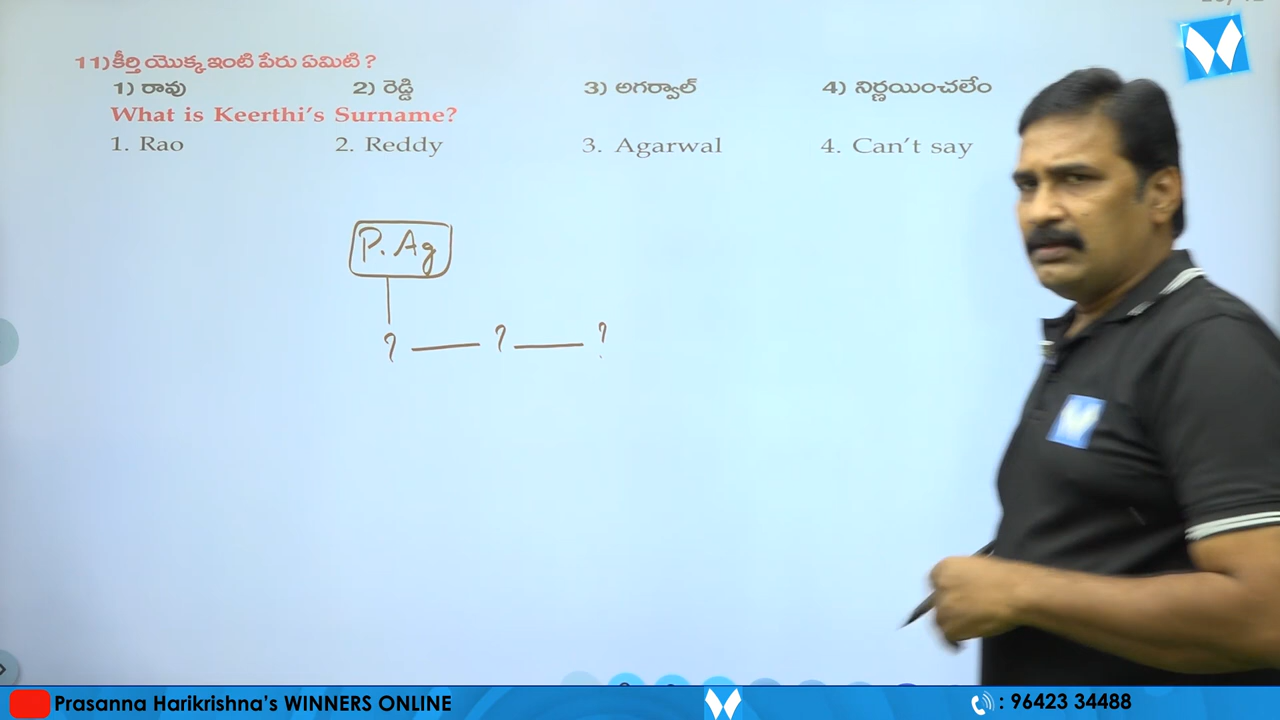 11) కీర్తి యొక్క ఇంటి పేరు ఏమిటి ?
1) రావు 2) రెడ్డి 3) అగర్వాల్ 4) నిర్ణయించలేం
What is Keerthi's Surname?
1. Rao 2. Reddy 3. Agarwal 4. Can't say
P. Ag
? — ? — ?
Prasanna Harikrishna's WINNERS ONLINE : 96423 34488